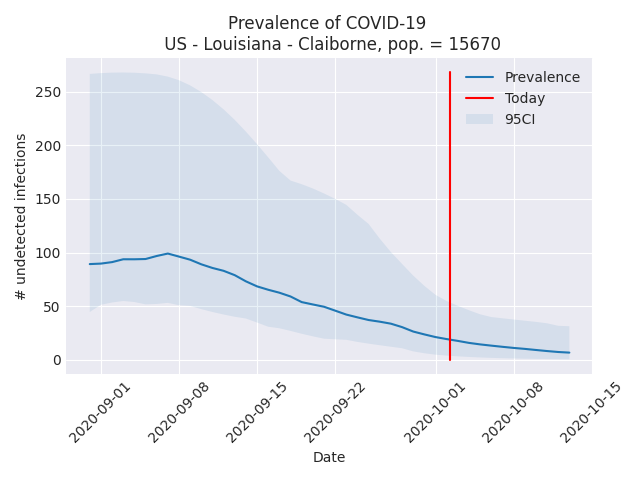 Prevalence of COVID-19
US - Louisiana - Claiborne, pop. = 15670
Prevalence
Today
95CI
# undetected infections
250
200
150
100
50
0
2020-09-01
2020-09-08
2020-09-15
2020-09-22
2020-10-01
2020-10-08
2020-10-15
Date